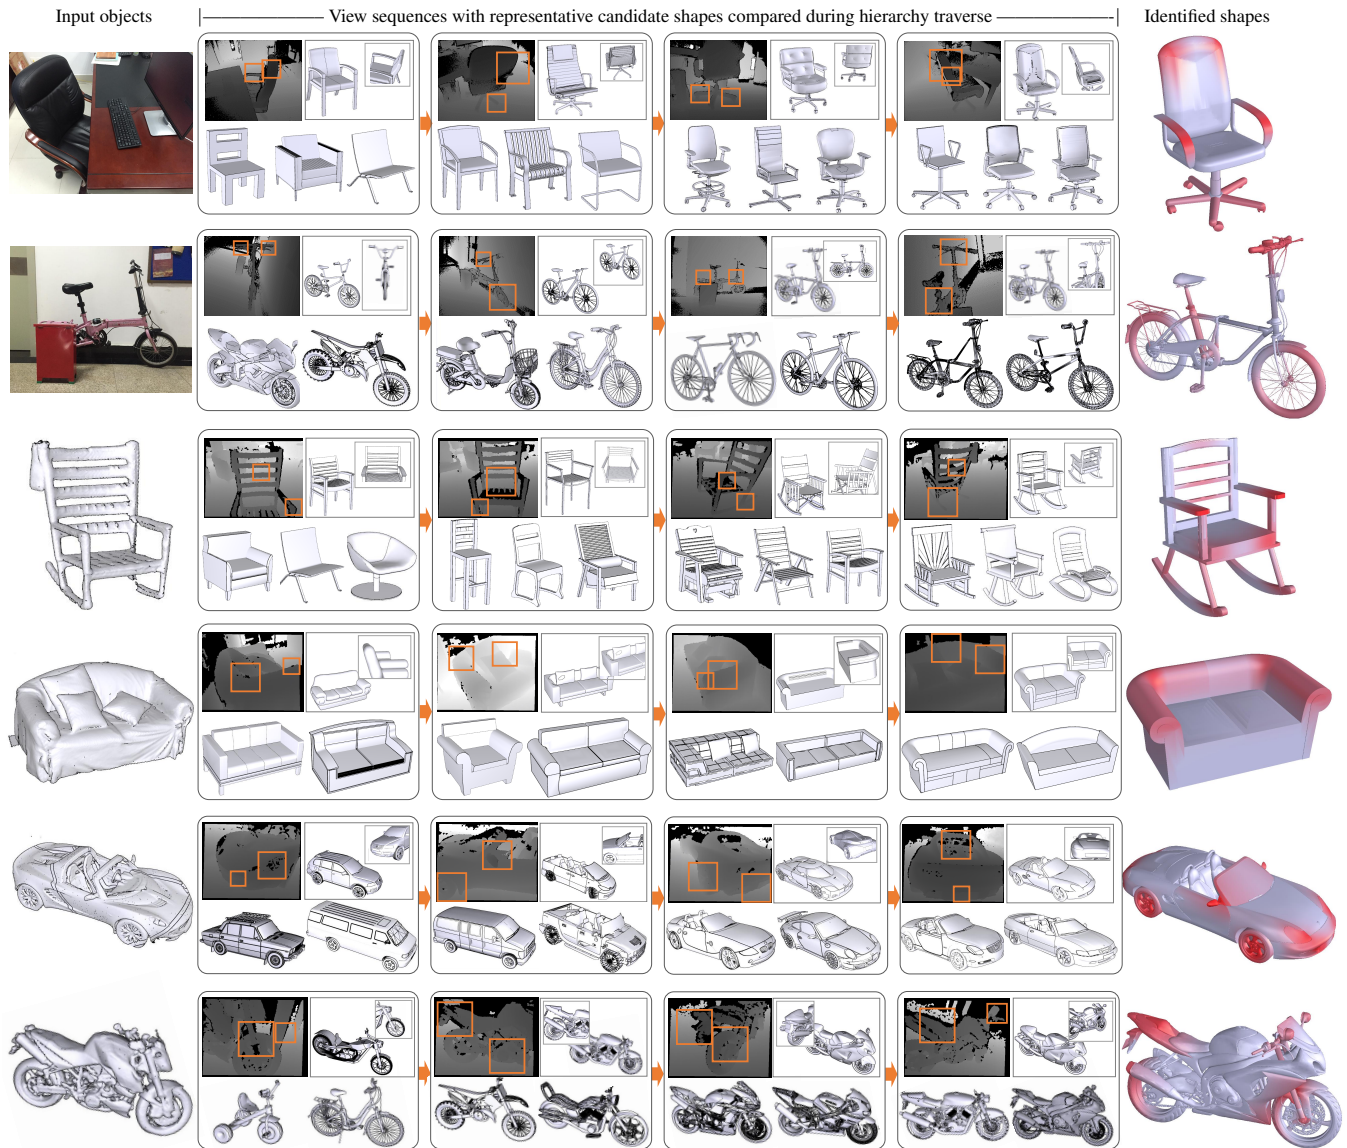 Input objects
View sequences with representative candidate shapes compared during hierarchy traverse
Identified shapes